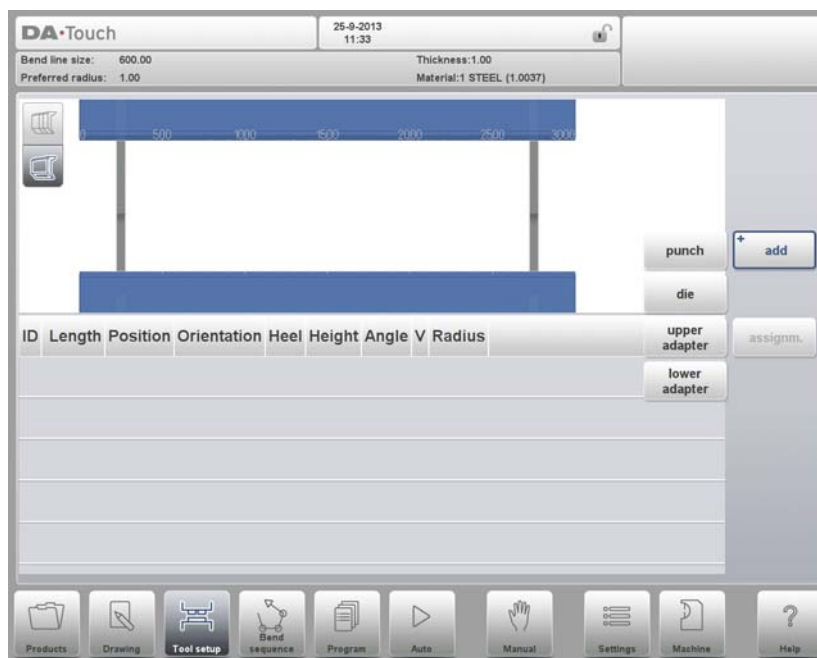 DA·Touch
25-9-2013
11:33
Bend line size: 600.00
Thickness:1.00
Preferred radius: 1.00
Material:1 STEEL (1.0037)
0 500 1000 1500 2000 2500 3000
punch
+ add
die
ID Length Position Orientation Heel Height Angle V Radius
upper
adapter
assignm.
lower
adapter
Products
Drawing
Tool setup
Bend
sequence
Program
Auto
Manual
Settings
Machine
?
Help